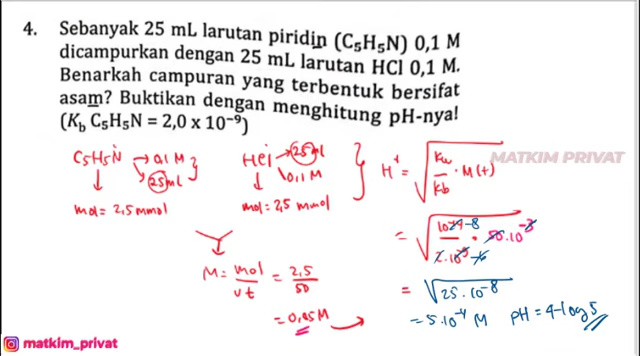 4. Sebanyak 25 mL larutan piridin (C₅H₅N) 0,1 M
dicampurkan dengan 25 mL larutan HCl 0,1 M.
Benarkah campuran yang terbentuk bersifat
asam? Buktikan dengan menghitung pH-nya!
(K_b C₅H₅N = 2,0 x 10⁻⁹)
C₅H₅N → 0,1 M
→ 25 mL
↓
mol = 2,5 mmol
HCl → 25 mL
→ 0,1 M
↓
mol = 2,5 mmol
M = mol/vt = 2,5/50
= 0,05 M →
H⁺ = √(Kw/Kb · M(+))
MATKIM PRIVAT
= √(25 · 10⁻⁸)
= 5 · 10⁻⁴ M pH = 4 - log 5
matkim_privat